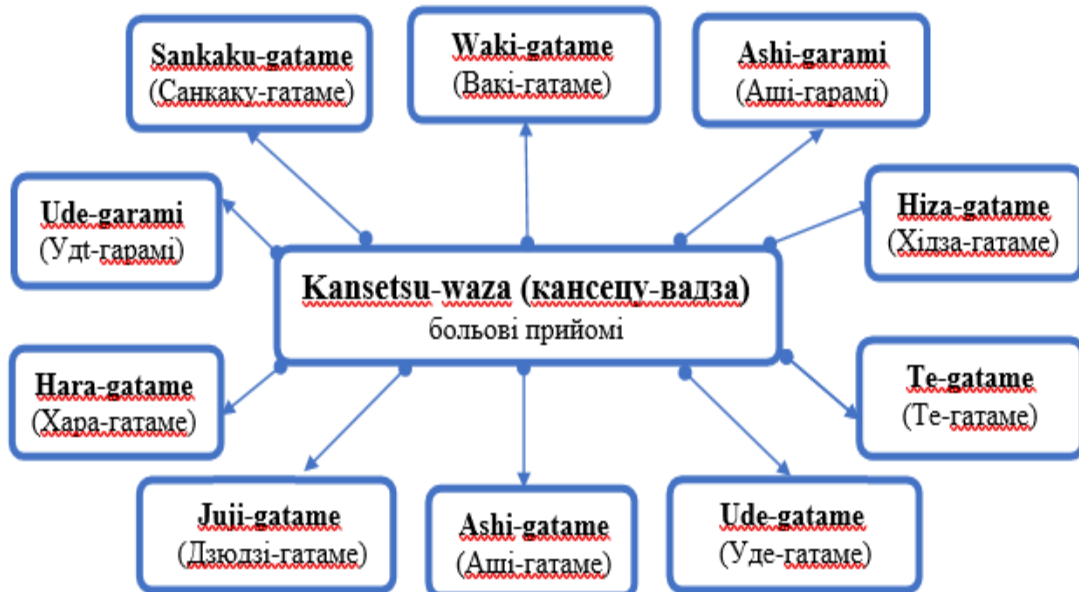 Sankaku-gatame
(Санкаку-гатаме)
Waki-gatame
(Вакі-гатаме)
Ashi-garami
(Аші-гарамі)
Ude-garami
(Удt-гарамі)
Hiza-gatame
(Хідза-гатаме)
Kansetsu-waza (кансецу-вадза)
больові прийомі
Hara-gatame
(Хара-гатаме)
Te-gatame
(Те-гатаме)
Juji-gatame
(Дзюдзі-гатаме)
Ashi-gatame
(Аші-гатаме)
Ude-gatame
(Уде-гатаме)